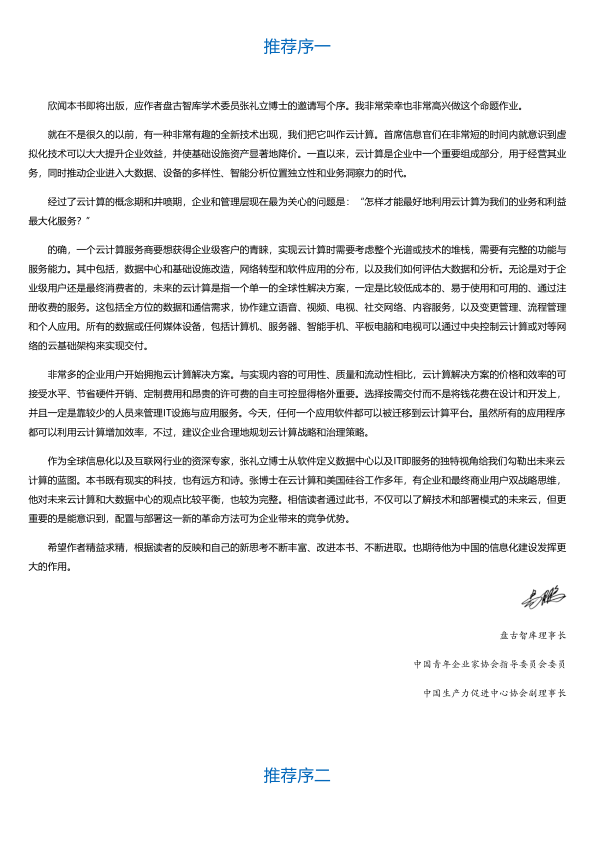 推荐序一
欣闻本书即将出版，应作者盘古智库学术委员张礼立博士的邀请写个序。我非常荣幸也非常高兴做这个命题作业。
就在不是很久的以前，有一种非常有趣的全新技术出现，我们把它叫作云计算。首席信息官们在非常短的时间内就意识到虚
拟化技术可以大大提升企业效益，并使基础设施资产显著地降价。一直以来，云计算是企业中一个重要组成部分，用于经营其业
务，同时推动企业进入大数据、设备的多样性、智能分析位置独立性和业务洞察力的时代。
经过了云计算的概念期和井喷期，企业和管理层现在最为关心的问题是：“怎样才能最好地利用云计算为我们的业务和利益
最大化服务？”
的确，一个云计算服务商要想获得企业级客户的青睐，实现云计算时需要考虑整个光谱或技术的堆栈，需要有完整的功能与
服务能力。其中包括，数据中心和基础设施改造，网络转型和软件应用的分布，以及我们如何评估大数据和分析。无论是对于企
业级用户还是最终消费者的，未来的云计算是指一个单一的全球性解决方案，一定是比较低成本的、易于使用和可用的、通过注
册收费的服务。这包括全方位的数据和通信需求，协作建立语音、视频、电视、社交网络、内容服务，以及变更管理、流程管理
和个人应用。所有的数据或任何媒体设备，包括计算机、服务器、智能手机、平板电脑和电视可以通过中央控制云计算或对等网
络的云基础架构来实现交付。
非常多的企业用户开始拥抱云计算解决方案。与实现内容的可用性、质量和流动性相比，云计算解决方案的价格和效率的可
接受水平、节省硬件开销、定制费用和昂贵的许可费的自主可控显得格外重要。选择按需交付而不是将钱花费在设计和开发上，
并且一定是靠较少的人员来管理IT设施与应用服务。今天，任何一个应用软件都可以被迁移到云计算平台。虽然所有的应用程序
都可以利用云计算增加效率，不过，建议企业合理地规划云计算战略和治理策略。
作为全球信息化以及互联网行业的资深专家，张礼立博士从软件定义数据中心以及IT即服务的独特视角给我们勾勒出未来云
计算的蓝图。本书既有现实的科技，也有远方和诗。张博士在云计算和美国硅谷工作多年，有企业和最终商业用户双战略思维，
他对未来云计算和大数据中心的观点比较平衡，也较为完整。相信读者通过此书，不仅可以了解技术和部署模式的未来云，但更
重要的是能意识到，配置与部署这一新的革命方法可为企业带来的竞争优势。
希望作者精益求精，根据读者的反映和自己的新思考不断丰富、改进本书、不断进取。也期待他为中国的信息化建设发挥更
大的作用。
盘古智库理事长
中国青年企业家协会指导委员会委员
中国生产力促进中心协会副理事长
推荐序二